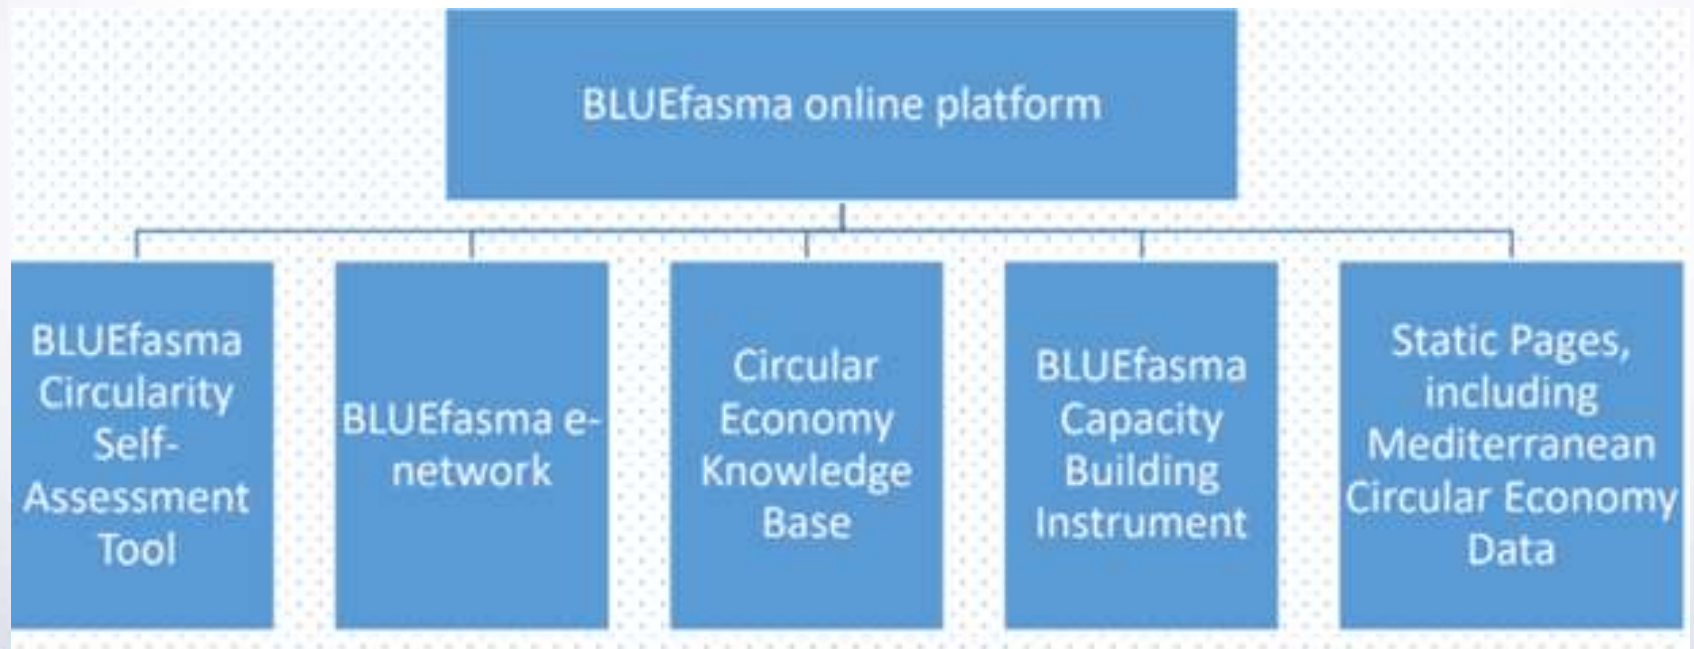 BLUEfasma online platform
BLUEfasma
Circularity
Self-
Assessment
Tool
BLUEfasma e-
network
Circular
Economy
Knowledge
Base
BLUEfasma
Capacity
Building
Instrument
Static Pages,
including
Mediterranean
Circular Economy
Data